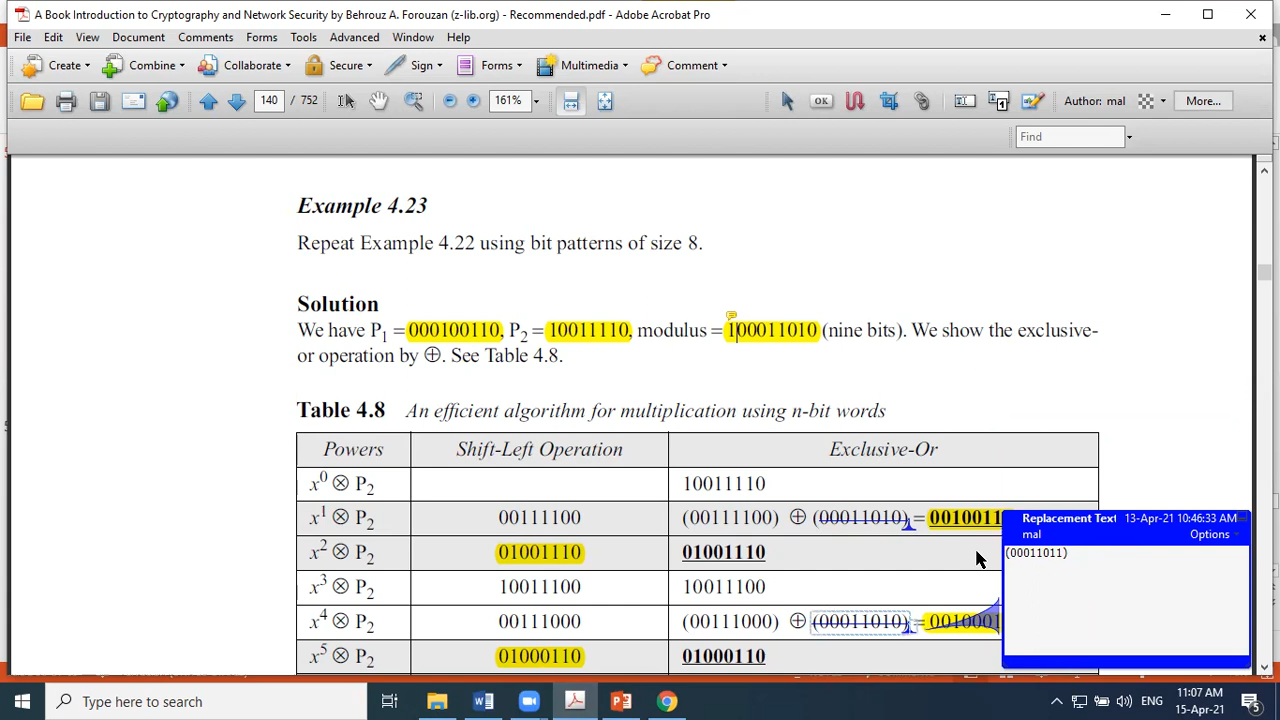 A Book Introduction to Cryptography and Network Security by Behrouz A. Forouzan (z-lib.org) - Recommended.pdf - Adobe Acrobat Pro
File Edit View Document Comments Forms Tools Advanced Window Help
Create Combine Collaborate Secure Sign Forms Multimedia Comment
140 / 752 161% OK Author: mal More...
Find
Example 4.23
Repeat Example 4.22 using bit patterns of size 8.
Solution
We have P1 = 000100110, P2 = 10011110, modulus = 100011010 (nine bits). We show the exclusive-
or operation by ⊕. See Table 4.8.
Table 4.8 An efficient algorithm for multiplication using n-bit words
Powers Shift-Left Operation Exclusive-Or
x0 ⊗ P2 10011110
x1 ⊗ P2 00111100 (00111100) ⊕ (00011010) = 0010011
x2 ⊗ P2 01001110 01001110
x3 ⊗ P2 10011100 10011100
x4 ⊗ P2 00111000 (00111000) ⊕ (00011010) = 001000
x5 ⊗ P2 01000110 01000110
Replacement Text 13-Apr-21 10:46:33 AM
mal Options
(00011011)
Type here to search
ENG
11:07 AM
15-Apr-21
5